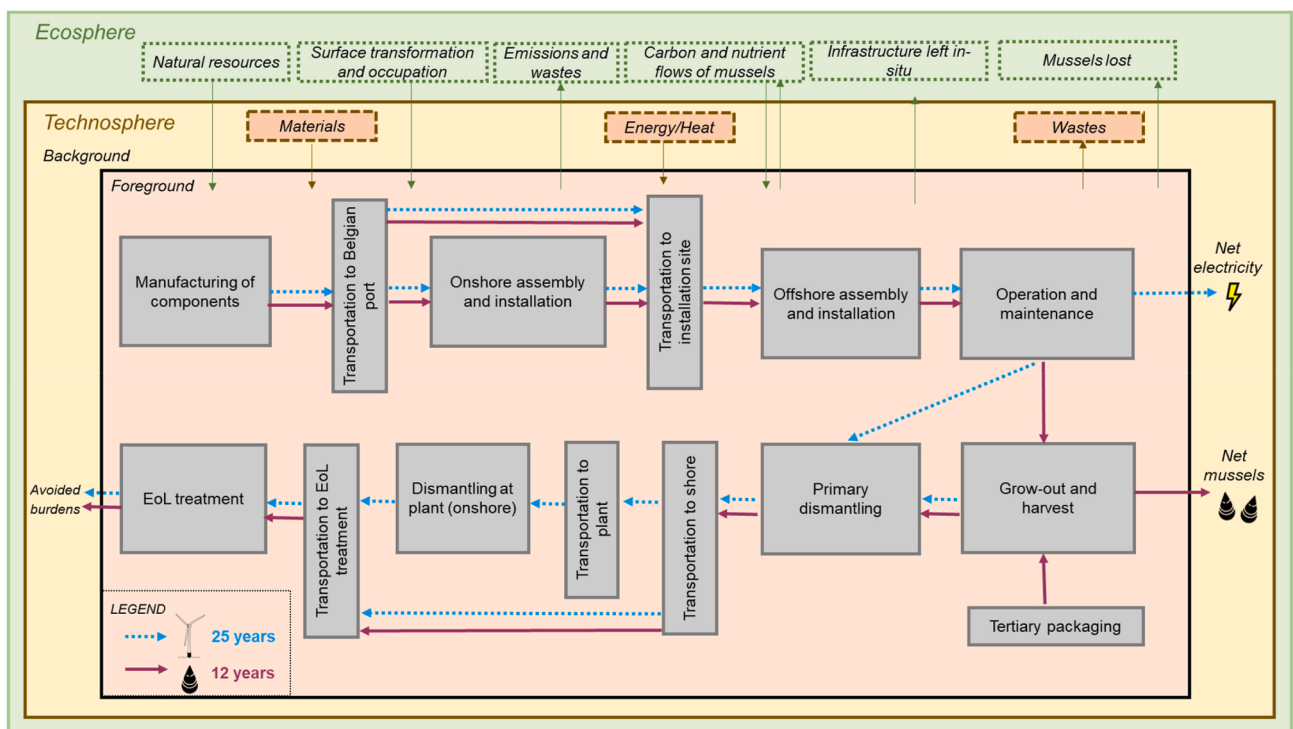 Ecosphere
Natural resources
Surface transformation
and occupation
Emissions and
wastes
Carbon and nutrient
flows of mussels
Infrastructure left in-
situ
Mussels lost
Technosphere
Materials
Energy/Heat
Wastes
Background
Foreground
Manufacturing of
components
Transportation to Belgian
port
Onshore assembly
and installation
Transportation to
installation site
Offshore assembly
and installation
Operation and
maintenance
Net
electricity
Avoided
burdens
EoL treatment
Transportation to EoL
treatment
Dismantling at
plant (onshore)
Transportation to
plant
Transportation to shore
Primary
dismantling
Grow-out and
harvest
Net
mussels
Tertiary packaging
LEGEND
25 years
12 years